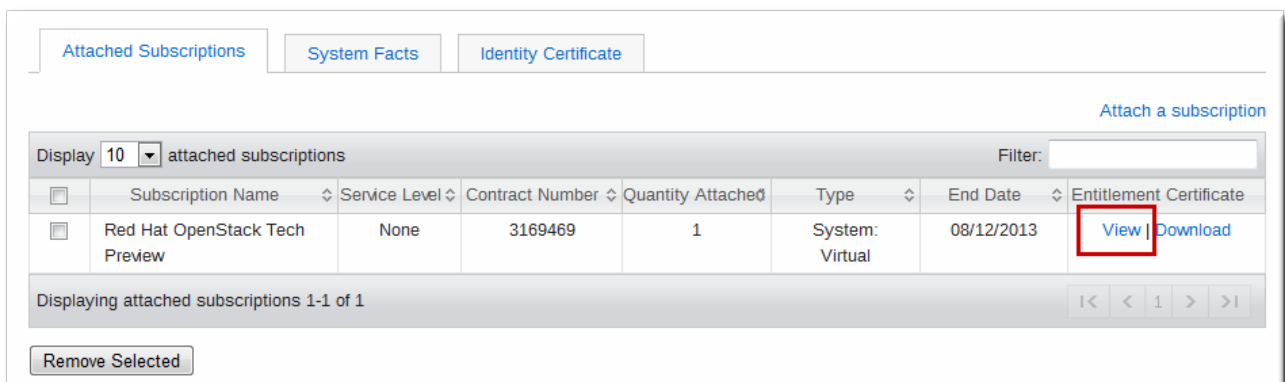 Attached Subscriptions System Facts Identity Certificate
Attach a subscription
Display 10 attached subscriptions Filter:
Subscription Name Service Level Contract Number Quantity Attached Type End Date Entitlement Certificate
Red Hat OpenStack Tech None 3169469 1 System: 08/12/2013 View | Download
Preview Virtual
Displaying attached subscriptions 1-1 of 1 1
Remove Selected